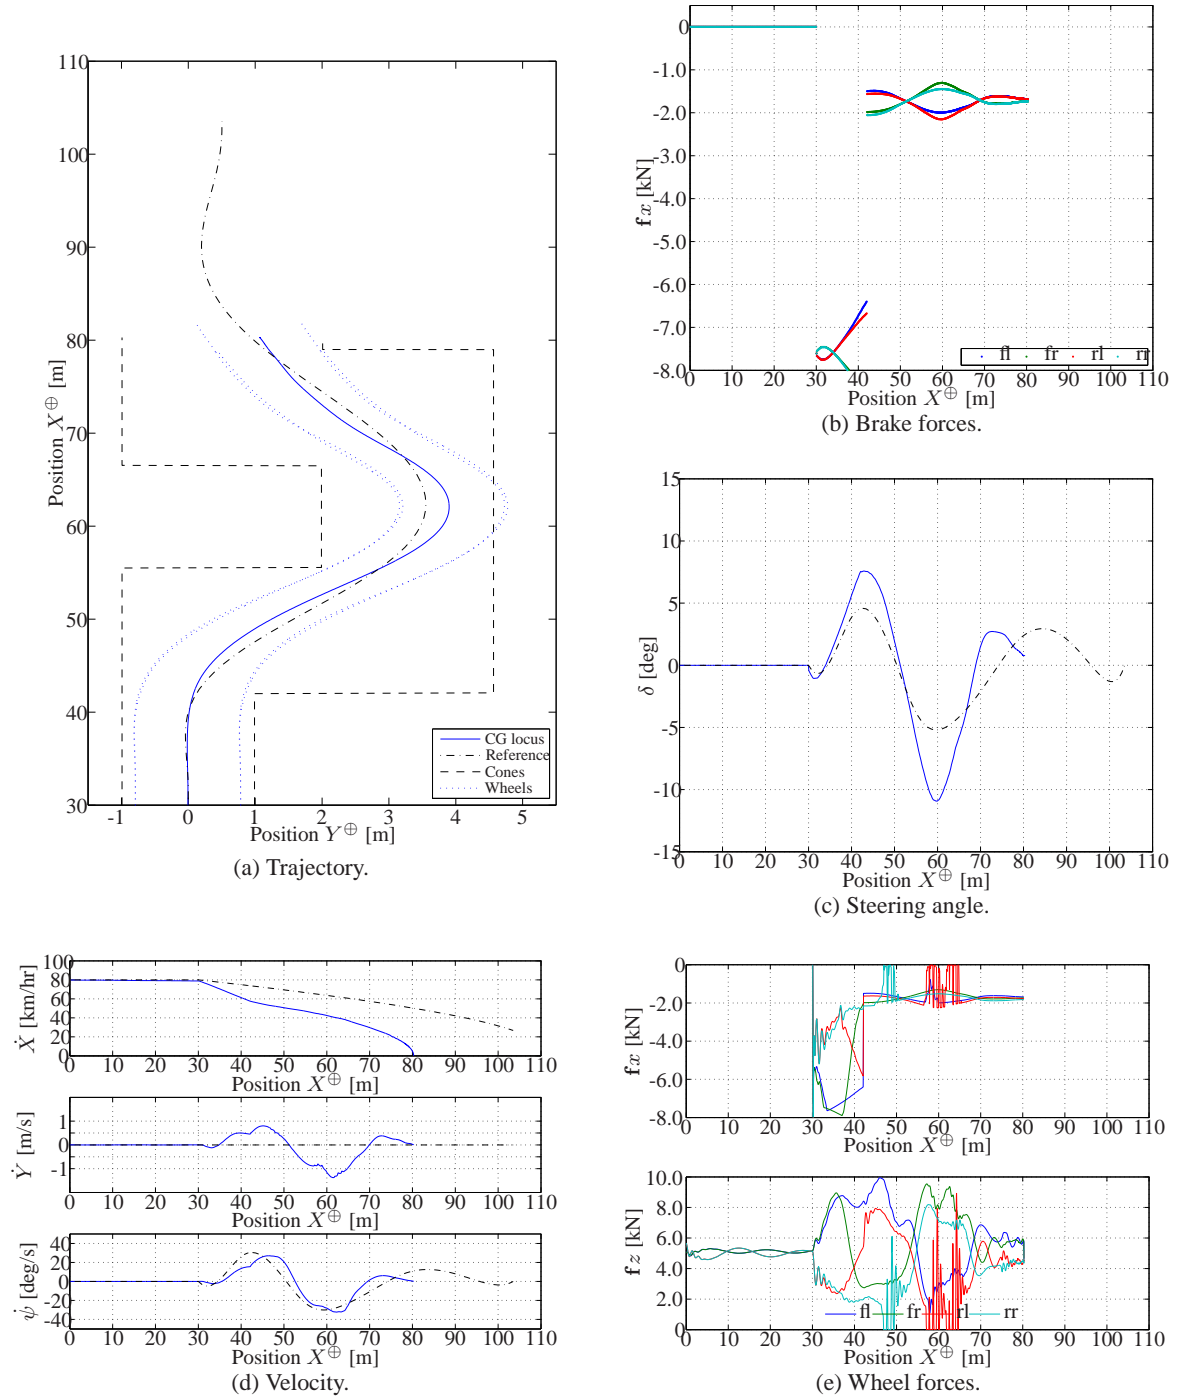 110
100
90
80
70
60
50
40
30
Position X⊕ [m]
-1 0 1 2 3 4 5
Position Y⊕ [m]
CG locus
Reference
Cones
Wheels
(a) Trajectory.
0
-1.0
-2.0
-3.0
-4.0
-5.0
-6.0
-7.0
-8.0
fx [kN]
fl fr rl rr
0 10 20 30 40 50 60 70 80 90 100 110
Position X⊕ [m]
(b) Brake forces.
15
10
5
0
-5
-10
-15
δ [deg]
0 10 20 30 40 50 60 70 80 90 100 110
Position X⊕ [m]
(c) Steering angle.
100
80
60
40
20
0
Ẋ [km/hr]
0 10 20 30 40 50 60 70 80 90 100 110
Position X⊕ [m]
1
0
-1
Ẏ [m/s]
0 10 20 30 40 50 60 70 80 90 100 110
Position X⊕ [m]
40
20
0
-20
-40
ψ̇ [deg/s]
0 10 20 30 40 50 60 70 80 90 100 110
Position X⊕ [m]
(d) Velocity.
0
-2.0
-4.0
-6.0
-8.0
fx [kN]
0 10 20 30 40 50 60 70 80 90 100 110
Position X⊕ [m]
10.0
8.0
6.0
4.0
2.0
0
fz [kN]
fl fr rl rr
0 10 20 30 40 50 60 70 80 90 100 110
Position X⊕ [m]
(e) Wheel forces.